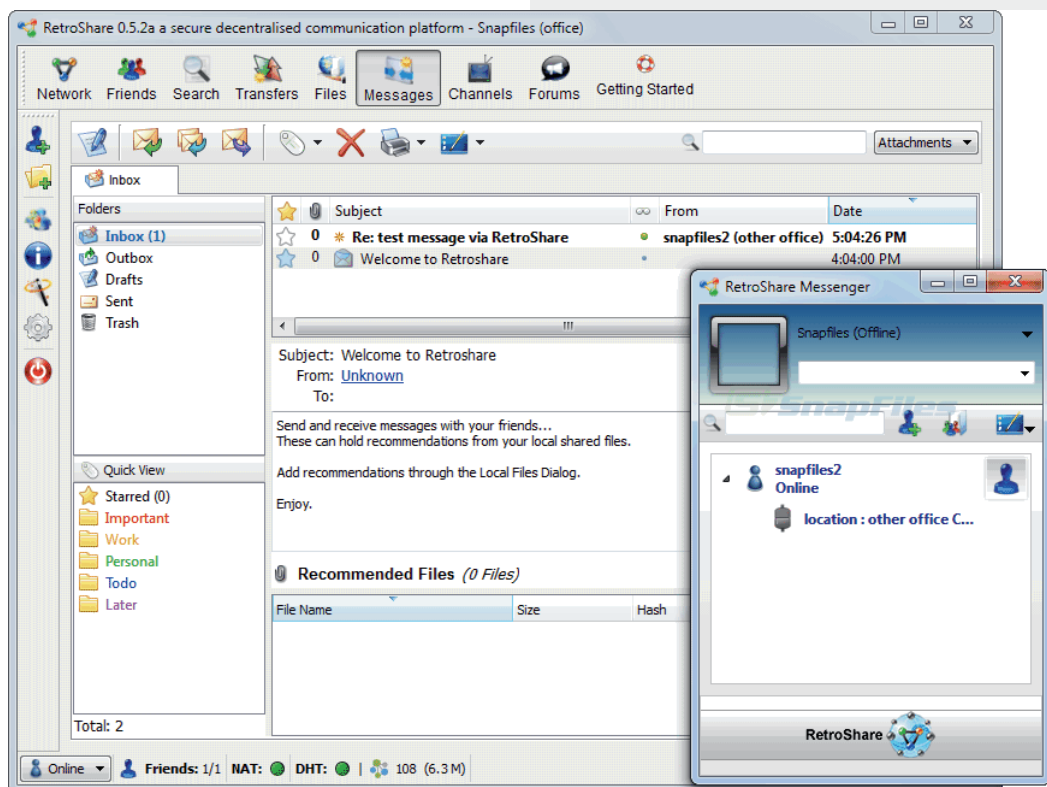 RetroShare 0.5.2a a secure decentralised communication platform - Snapfiles (office)
Network Friends Search Transfers Files Messages Channels Forums Getting Started
Attachments
Inbox
Folders
Inbox (1)
Outbox
Drafts
Sent
Trash
Subject From Date
0 Re: test message via RetroShare snapfiles2 (other office) 5:04:26 PM
0 Welcome to Retroshare 4:04:00 PM
Subject: Welcome to Retroshare
From: Unknown
To:
Send and receive messages with your friends...
These can hold recommendations from your local shared files.
Add recommendations through the Local Files Dialog.
Enjoy.
Quick View
Starred (0)
Important
Work
Personal
Todo
Later
Total: 2
Recommended Files (0 Files)
File Name Size Hash
RetroShare Messenger
Snapfiles (Offline)
SnapFiles
snapfiles2
Online
location : other office C...
RetroShare
Online Friends: 1/1 NAT: DHT: | 108 (6.3 M)